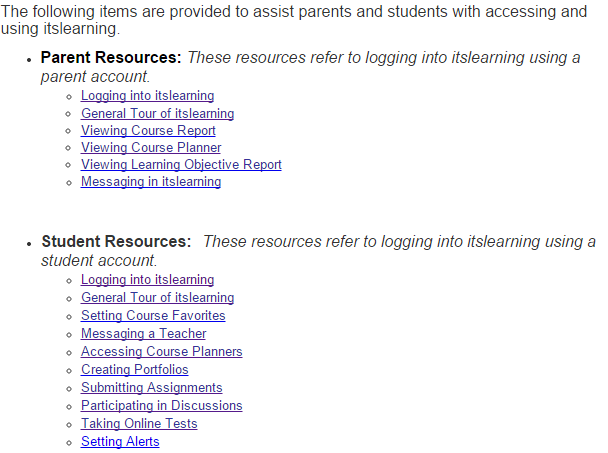 The following items are provided to assist parents and students with accessing and
using itslearning.
Parent Resources: These resources refer to logging into itslearning using a
parent account.
Logging into itslearning
General Tour of itslearning
Viewing Course Report
Viewing Course Planner
Viewing Learning Objective Report
Messaging in itslearning
Student Resources: These resources refer to logging into itslearning using a
student account.
Logging into itslearning
General Tour of itslearning
Setting Course Favorites
Messaging a Teacher
Accessing Course Planners
Creating Portfolios
Submitting Assignments
Participating in Discussions
Taking Online Tests
Setting Alerts